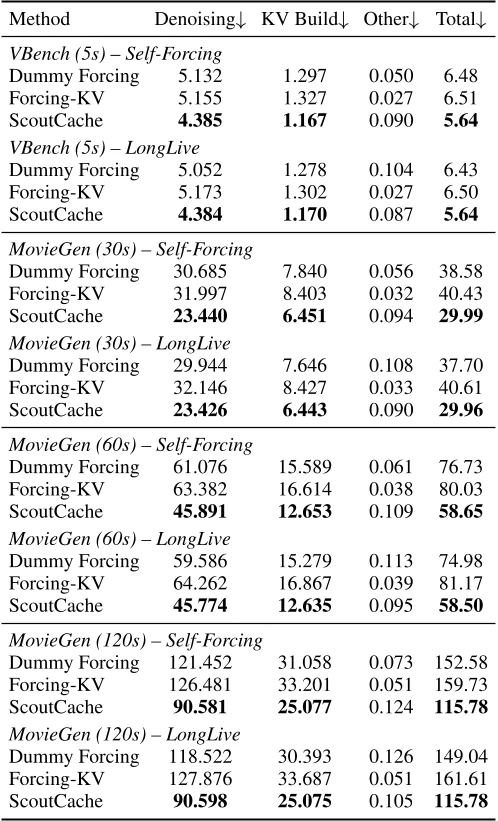 Method Denoising↓ KV Build↓ Other↓ Total↓
VBench (5s) – Self-Forcing
Dummy Forcing 5.132 1.297 0.050 6.48
Forcing-KV 5.155 1.327 0.027 6.51
ScoutCache 4.385 1.167 0.090 5.64
VBench (5s) – LongLive
Dummy Forcing 5.052 1.278 0.104 6.43
Forcing-KV 5.173 1.302 0.027 6.50
ScoutCache 4.384 1.170 0.087 5.64
MovieGen (30s) – Self-Forcing
Dummy Forcing 30.685 7.840 0.056 38.58
Forcing-KV 31.997 8.403 0.032 40.43
ScoutCache 23.440 6.451 0.094 29.99
MovieGen (30s) – LongLive
Dummy Forcing 29.944 7.646 0.108 37.70
Forcing-KV 32.146 8.427 0.033 40.61
ScoutCache 23.426 6.443 0.090 29.96
MovieGen (60s) – Self-Forcing
Dummy Forcing 61.076 15.589 0.061 76.73
Forcing-KV 63.382 16.614 0.038 80.03
ScoutCache 45.891 12.653 0.109 58.65
MovieGen (60s) – LongLive
Dummy Forcing 59.586 15.279 0.113 74.98
Forcing-KV 64.262 16.867 0.039 81.17
ScoutCache 45.774 12.635 0.095 58.50
MovieGen (120s) – Self-Forcing
Dummy Forcing 121.452 31.058 0.073 152.58
Forcing-KV 126.481 33.201 0.051 159.73
ScoutCache 90.581 25.077 0.124 115.78
MovieGen (120s) – LongLive
Dummy Forcing 118.522 30.393 0.126 149.04
Forcing-KV 127.876 33.687 0.051 161.61
ScoutCache 90.598 25.075 0.105 115.78